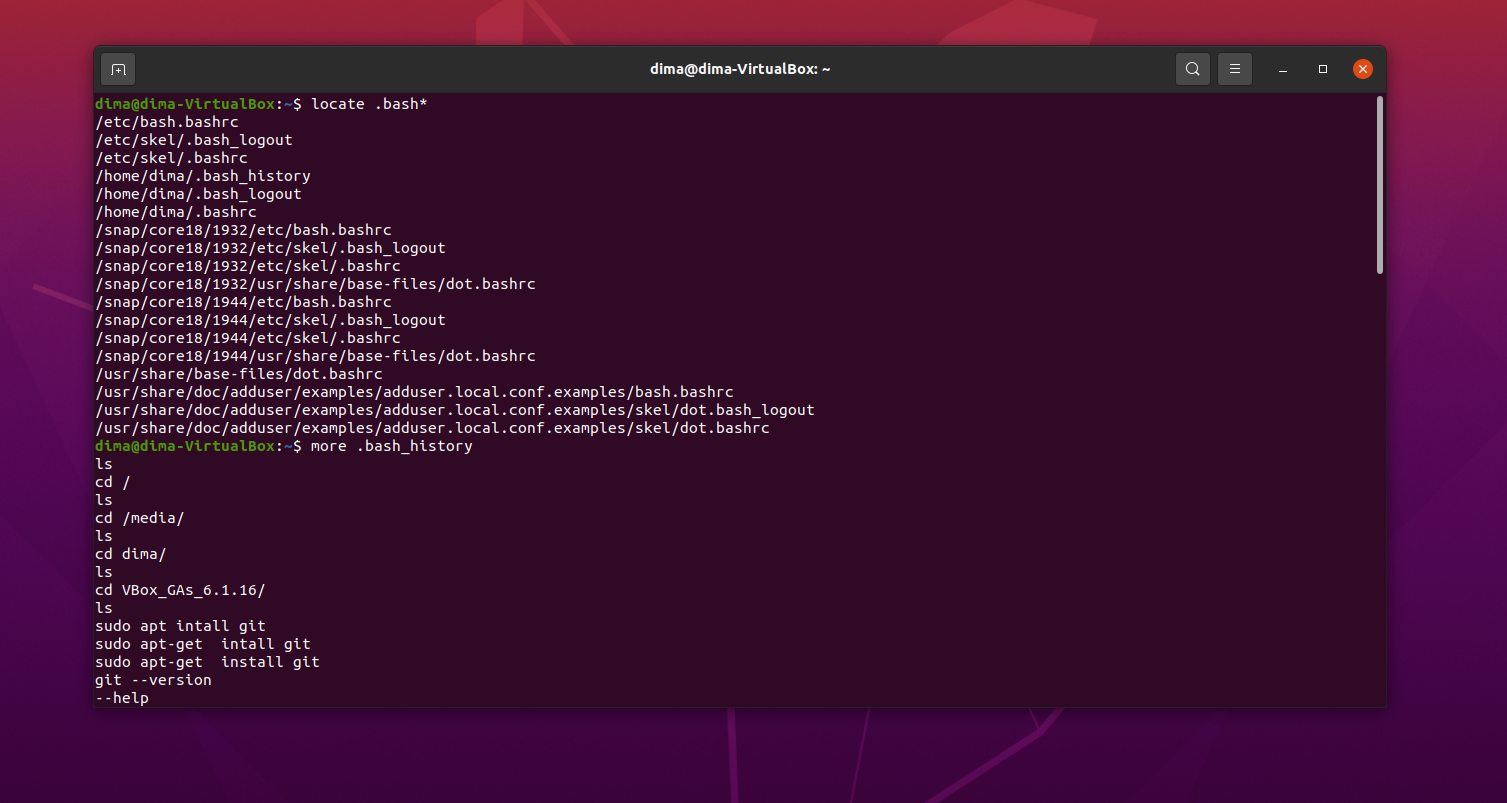 dima@dima-VirtualBox: ~
dima@dima-VirtualBox:~$ locate .bash*
/etc/bash.bashrc
/etc/skel/.bash_logout
/etc/skel/.bashrc
/home/dima/.bash_history
/home/dima/.bash_logout
/home/dima/.bashrc
/snap/core18/1932/etc/bash.bashrc
/snap/core18/1932/etc/skel/.bash_logout
/snap/core18/1932/etc/skel/.bashrc
/snap/core18/1932/usr/share/base-files/dot.bashrc
/snap/core18/1944/etc/bash.bashrc
/snap/core18/1944/etc/skel/.bash_logout
/snap/core18/1944/etc/skel/.bashrc
/snap/core18/1944/usr/share/base-files/dot.bashrc
/usr/share/base-files/dot.bashrc
/usr/share/doc/adduser/examples/adduser.local.conf.examples/bash.bashrc
/usr/share/doc/adduser/examples/adduser.local.conf.examples/skel/dot.bash_logout
/usr/share/doc/adduser/examples/adduser.local.conf.examples/skel/dot.bashrc
dima@dima-VirtualBox:~$ more .bash_history
ls
cd /
ls
cd /media/
ls
cd dima/
ls
cd VBox_GAs_6.1.16/
ls
sudo apt intall git
sudo apt-get  intall git
sudo apt-get  install git
git --version
--help